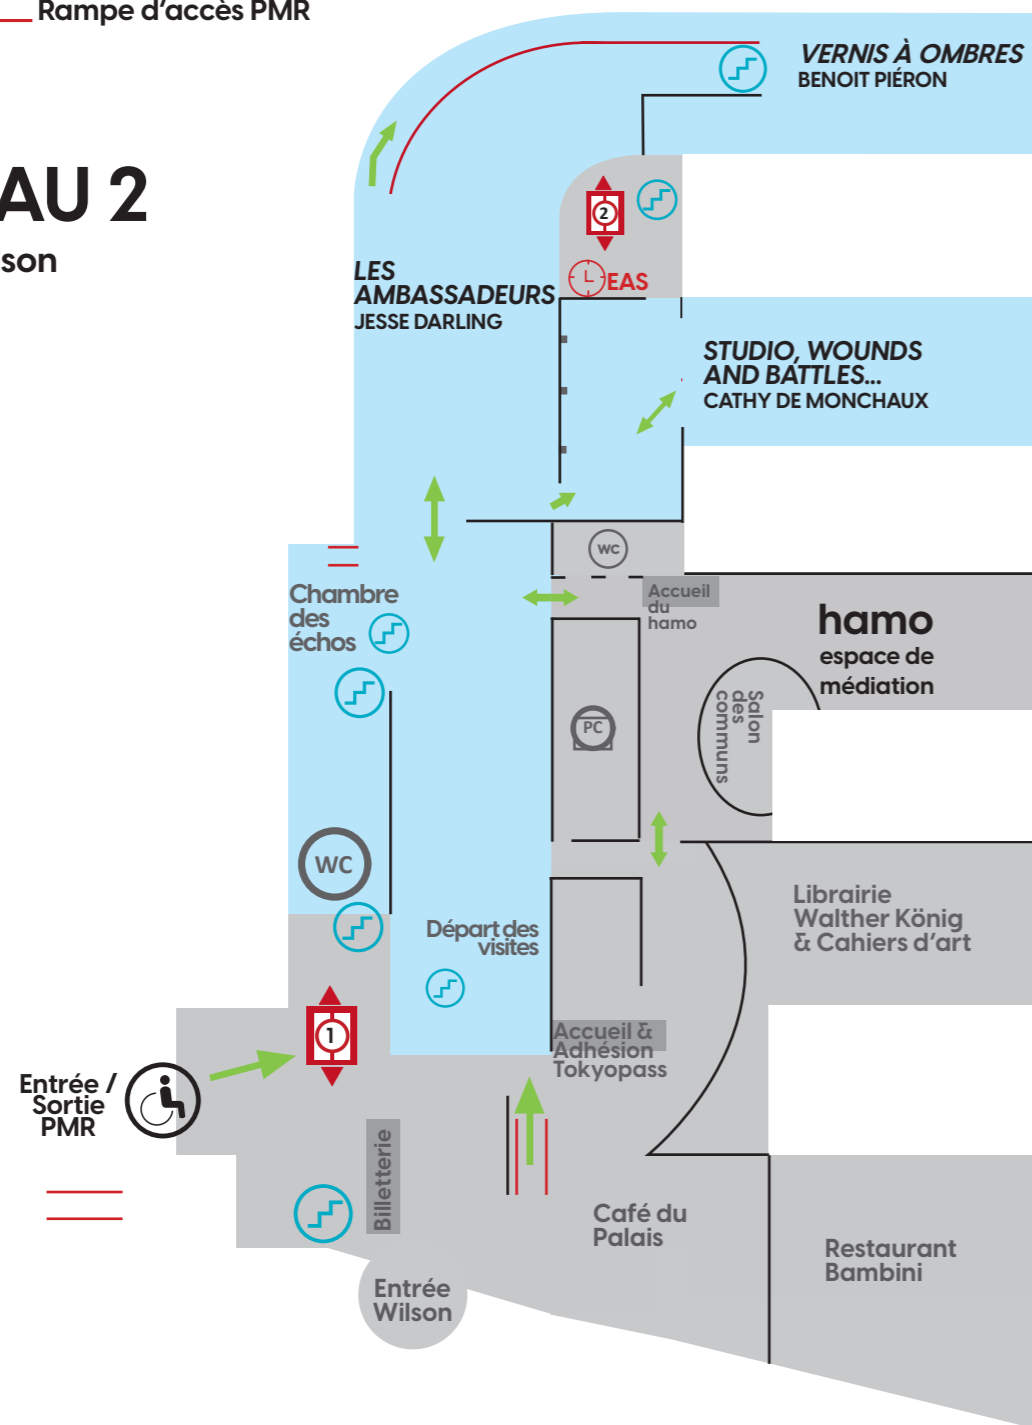 Rampe d'accès PMR
VERNIS À OMBRES
BENOIT PIÉRON
AU 2
son
2
EAS
LES
AMBASSADEURS
JESSE DARLING
STUDIO, WOUNDS
AND BATTLES...
CATHY DE MONCHAUX
WC
Chambre
des
échos
Accueil
du
hamo
hamo
espace de
médiation
Salon
des
communs
PC
WC
Départ des
visites
Librairie
Walther König
& Cahiers d'art
1
Accueil &
Adhésion
Tokyopass
Entrée /
Sortie
PMR
Billetterie
Café du
Palais
Restaurant
Bambini
Entrée
Wilson